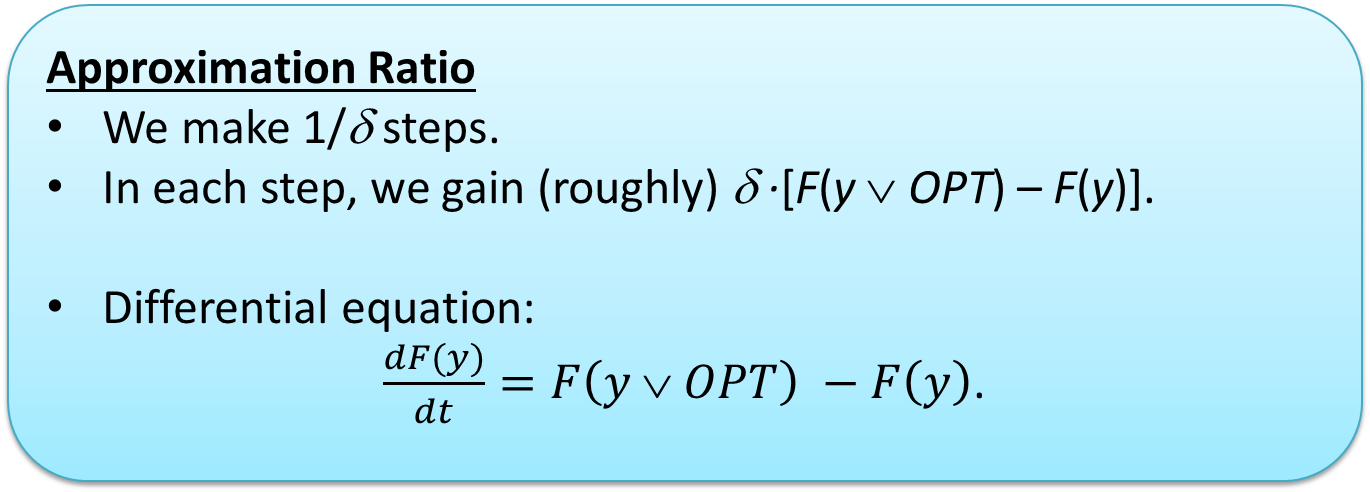 Approximation Ratio
• We make 1/δ steps.
• In each step, we gain (roughly) δ·[F(y ∨ OPT) – F(y)].
• Differential equation:
dF(y)/dt = F(y ∨ OPT) − F(y).